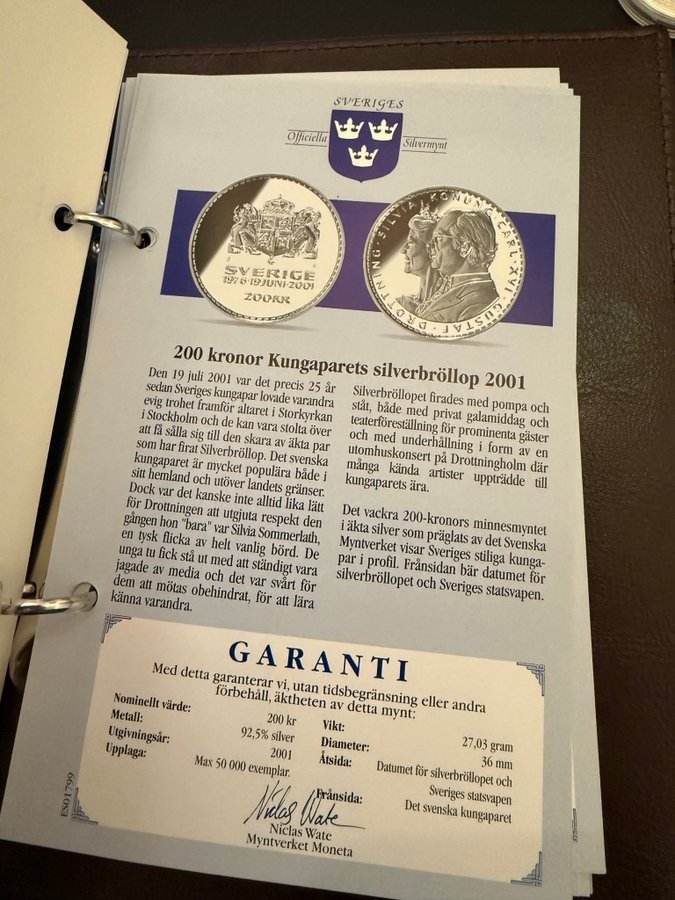 SVERIGES
Officiella Silvermynt
SVERIGE
1976·19 JUNI·2001
200 KR
DROTTNING · SILVIA · KONUNG CARL · XVI · GUSTAF ·
200 kronor Kungaparets silverbröllop 2001
Den 19 juli 2001 var det precis 25 år
sedan Sveriges kungapar lovade varandra
evig trohet framför altaret i Storkyrkan
i Stockholm och de kan vara stolta över
att få sålla sig till den skara av äkta par
som har firat Silverbröllop. Det svenska
kungaparet är mycket populära både i
sitt hemland och utöver landets gränser.
Dock var det kanske inte alltid lika lätt
för Drottningen att utgjuta respekt den
gången hon "bara" var Silvia Sommerlath,
en tysk flicka av helt vanlig börd. De
unga tu fick stå ut med att ständigt vara
jagade av media och det var svårt för
dem att mötas obehindrat, för att lära
känna varandra.
Silverbröllopet firades med pompa och
ståt, både med privat galamiddag och
teaterföreställning för prominenta gäster
och med underhållning i form av en
utomhuskonsert på Drottningholm där
många kända artister uppträdde till
kungaparets ära.
Det vackra 200-kronors minnesmyntet
i äkta silver som präglats av det Svenska
Myntverket visar Sveriges stiliga kunga-
par i profil. Frånsidan bär datumet för
silverbröllopet och Sveriges statsvapen.
GARANTI
Med detta garanterar vi, utan tidsbegränsning eller andra
förbehåll, äktheten av detta mynt:
Nominellt värde: 200 kr
Metall: 92,5% silver
Utgivningsår: 2001
Upplaga: Max 50 000 exemplar.
Vikt: 27,03 gram
Diameter: 36 mm
Åtsida: Datumet för silverbröllopet och
Sveriges statsvapen
Frånsida: Det svenska kungaparet
Niclas Wate
Niclas Wate
Myntverket Moneta
ES01799